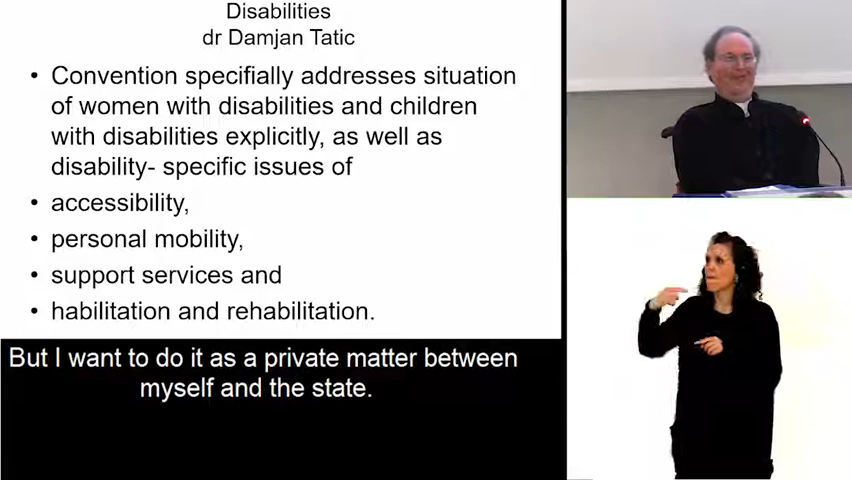 Disabilities
dr Damjan Tatic
• Convention specifially addresses situation
of women with disabilities and children
with disabilities explicitly, as well as
disability- specific issues of
• accessibility,
• personal mobility,
• support services and
• habilitation and rehabilitation.
But I want to do it as a private matter between
myself and the state.